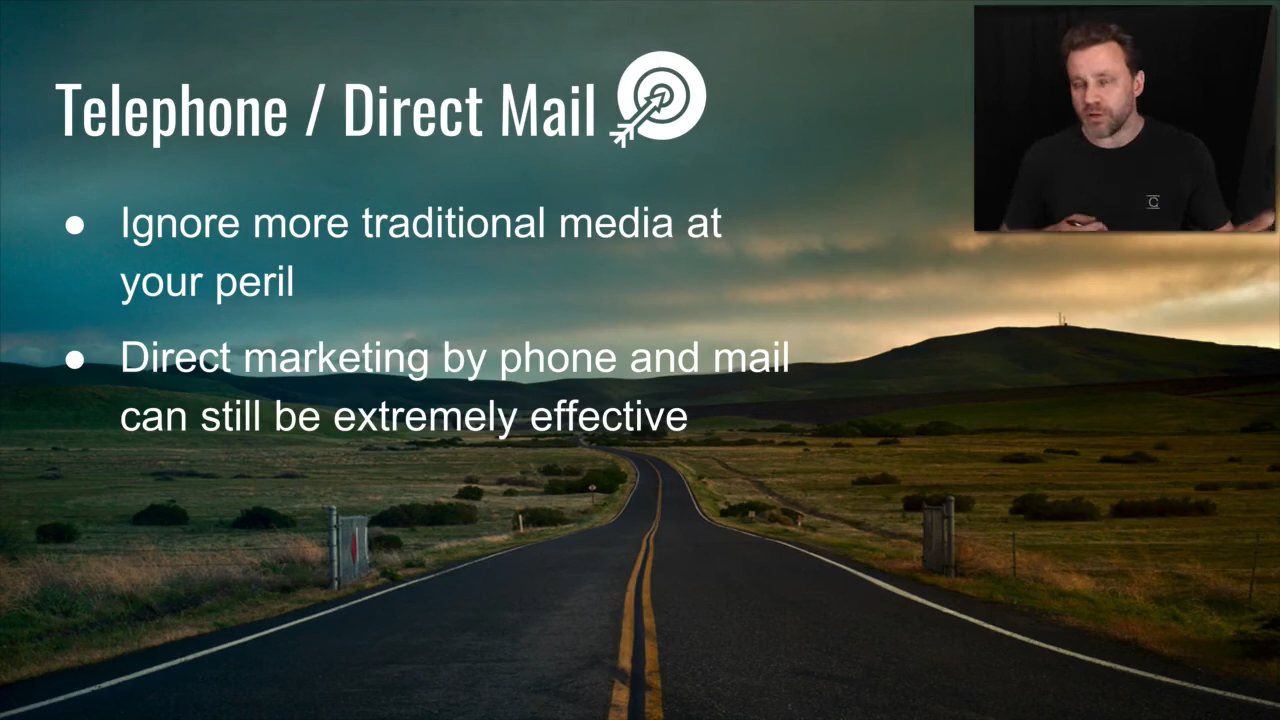 Telephone / Direct Mail
● Ignore more traditional media at
your peril
● Direct marketing by phone and mail
can still be extremely effective
C